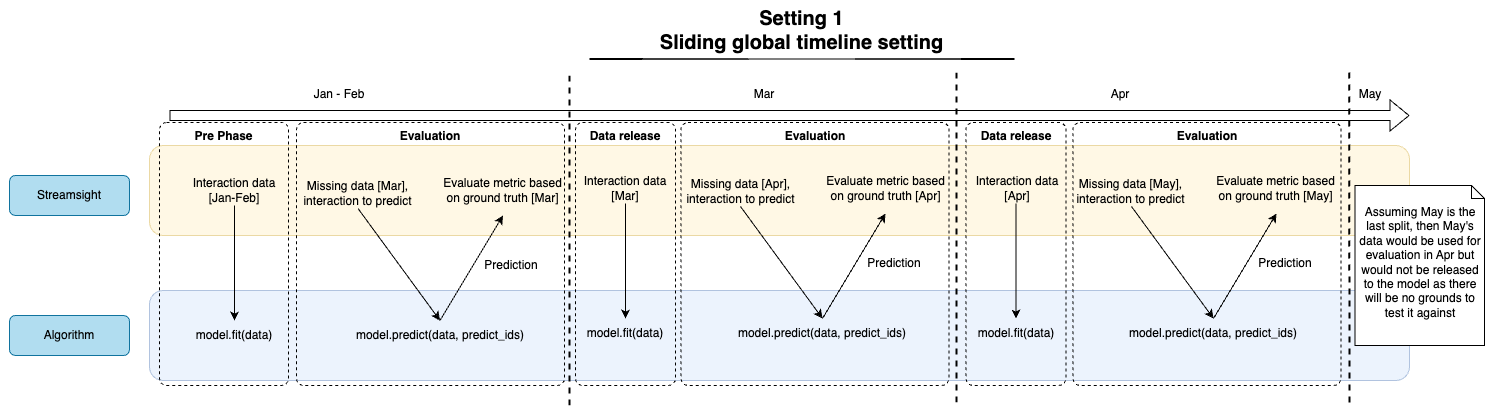 Setting 1
Sliding global timeline setting
Jan - Feb
Mar
Apr
May
Pre Phase
Evaluation
Data release
Evaluation
Data release
Evaluation
Streamsight
Interaction data
[Jan-Feb]
Missing data [Mar],
interaction to predict
Evaluate metric based
on ground truth [Mar]
Interaction data
[Mar]
Missing data [Apr],
interaction to predict
Evaluate metric based
on ground truth [Apr]
Interaction data
[Apr]
Missing data [May],
interaction to predict
Evaluate metric based
on ground truth [May]
Assuming May is the
last split, then May's
data would be used for
evaluation in Apr but
would not be released
to the model as there
will be no grounds to
test it against
Prediction
Prediction
Prediction
Algorithm
model.fit(data)
model.predict(data, predict_ids)
model.fit(data)
model.predict(data, predict_ids)
model.fit(data)
model.predict(data, predict_ids)